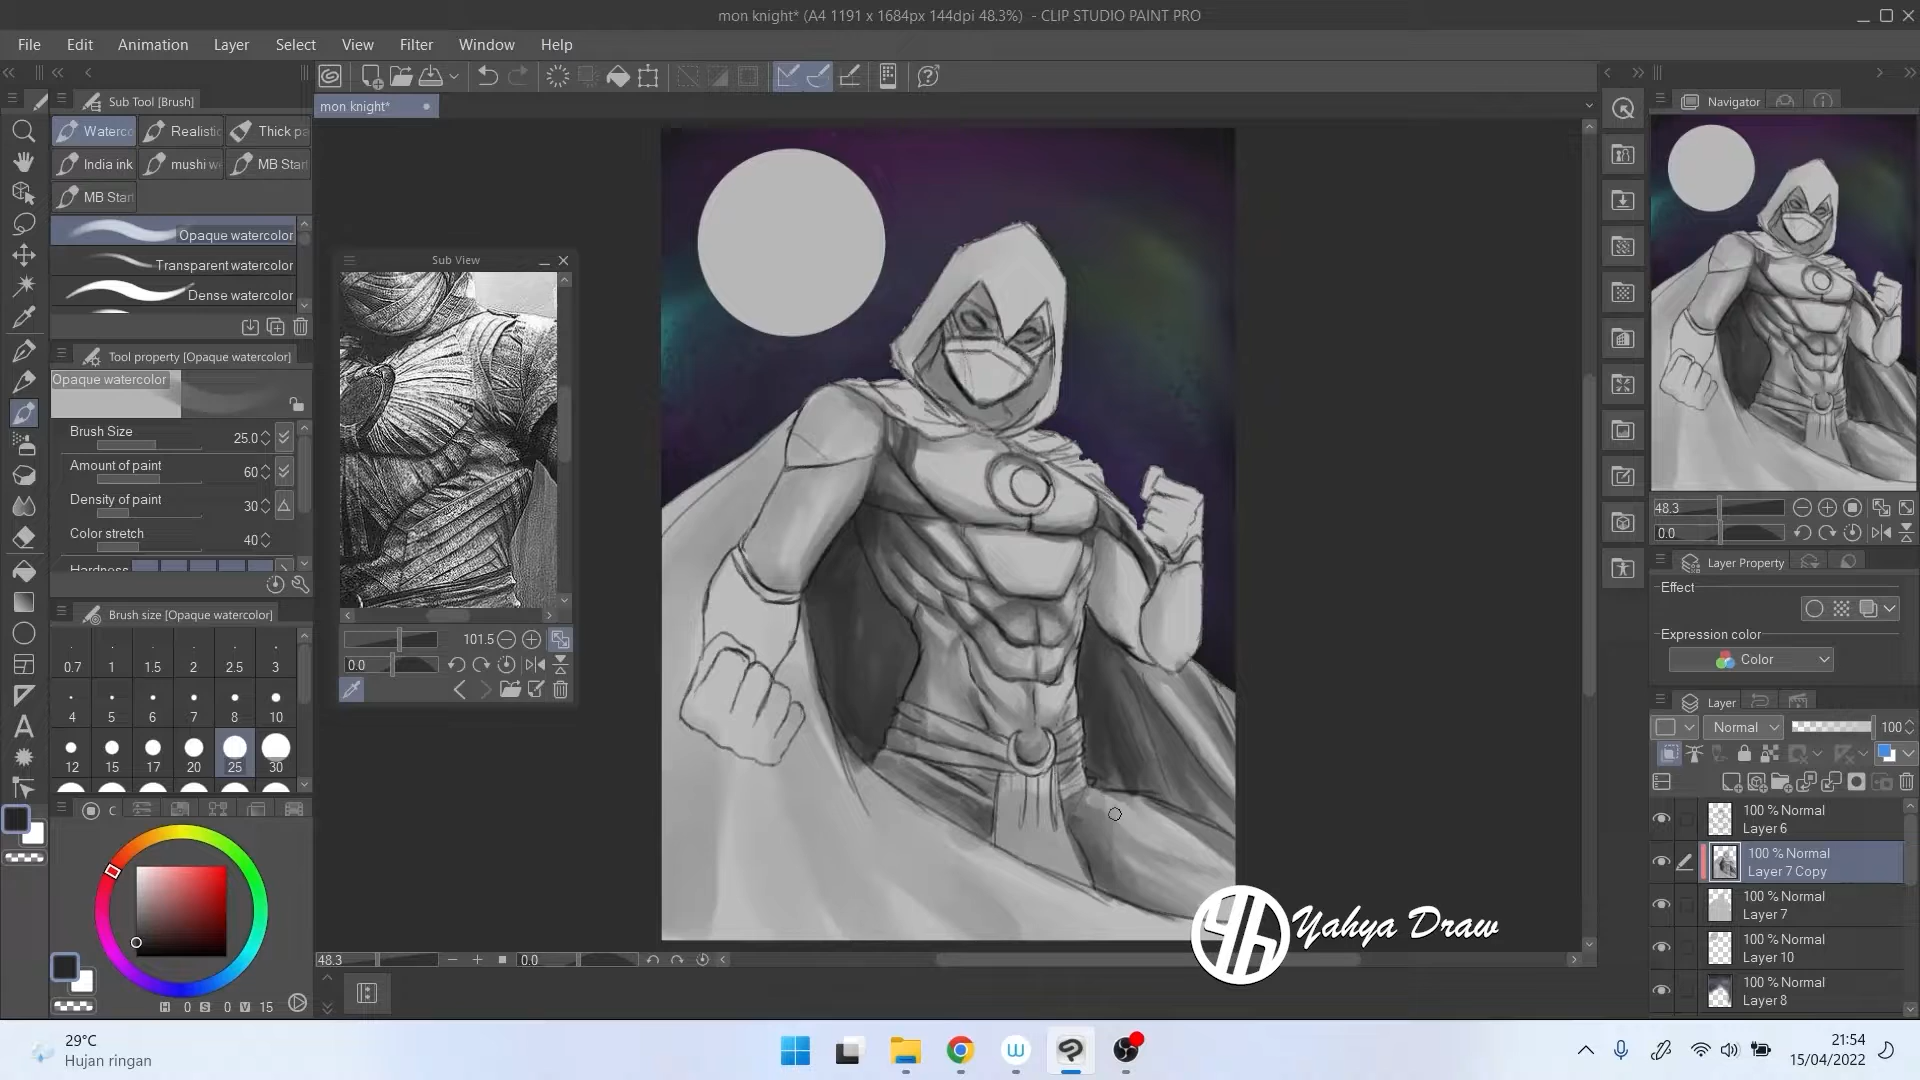 mon knight* (A4 1191 x 1684px 144dpi 48.3%) - CLIP STUDIO PAINT PRO
File Edit Animation Layer Select View Filter Window Help
Sub Tool [Brush]
mon knight*
Navigator
Waterco Realistic Thick pa
India ink mushi w MB Star
MB Star
Opaque watercolor
Transparent watercolor
Dense watercolor
Sub View
Tool property [Opaque watercolor]
Opaque watercolor
Brush Size 25.0
Amount of paint 60
Density of paint 30
Color stretch 40
Hardness
Brush size [Opaque watercolor]
0.7 1 1.5 2 2.5 3
4 5 6 7 8 10
12 15 17 20 25 30
101.5
0.0
48.3
0.0
Layer Property
Effect
Expression color
Color
Layer
Normal 100
100 % Normal
Layer 6
100 % Normal
Layer 7 Copy
100 % Normal
Layer 7
100 % Normal
Layer 10
100 % Normal
Layer 8
C
H 0 S 0 V 15
48.3 0.0
Yahya Draw
29°C
Hujan ringan
21:54
15/04/2022